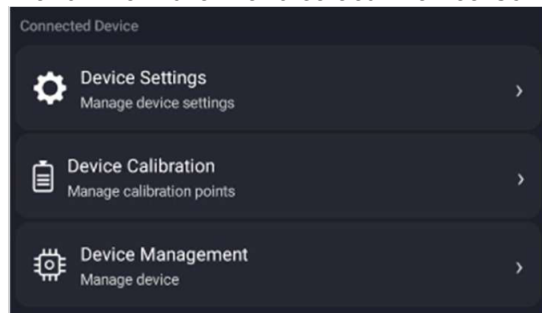 Connected Device
Device Settings
Manage device settings
›
Device Calibration
Manage calibration points
›
Device Management
Manage device
›